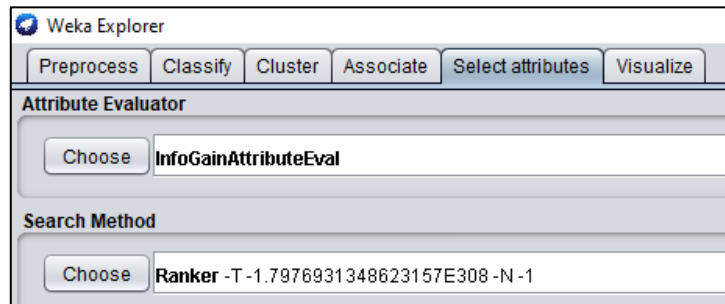 Weka Explorer
Preprocess Classify Cluster Associate Select attributes Visualize
Attribute Evaluator
Choose InfoGainAttributeEval
Search Method
Choose Ranker -T -1.7976931348623157E308 -N -1